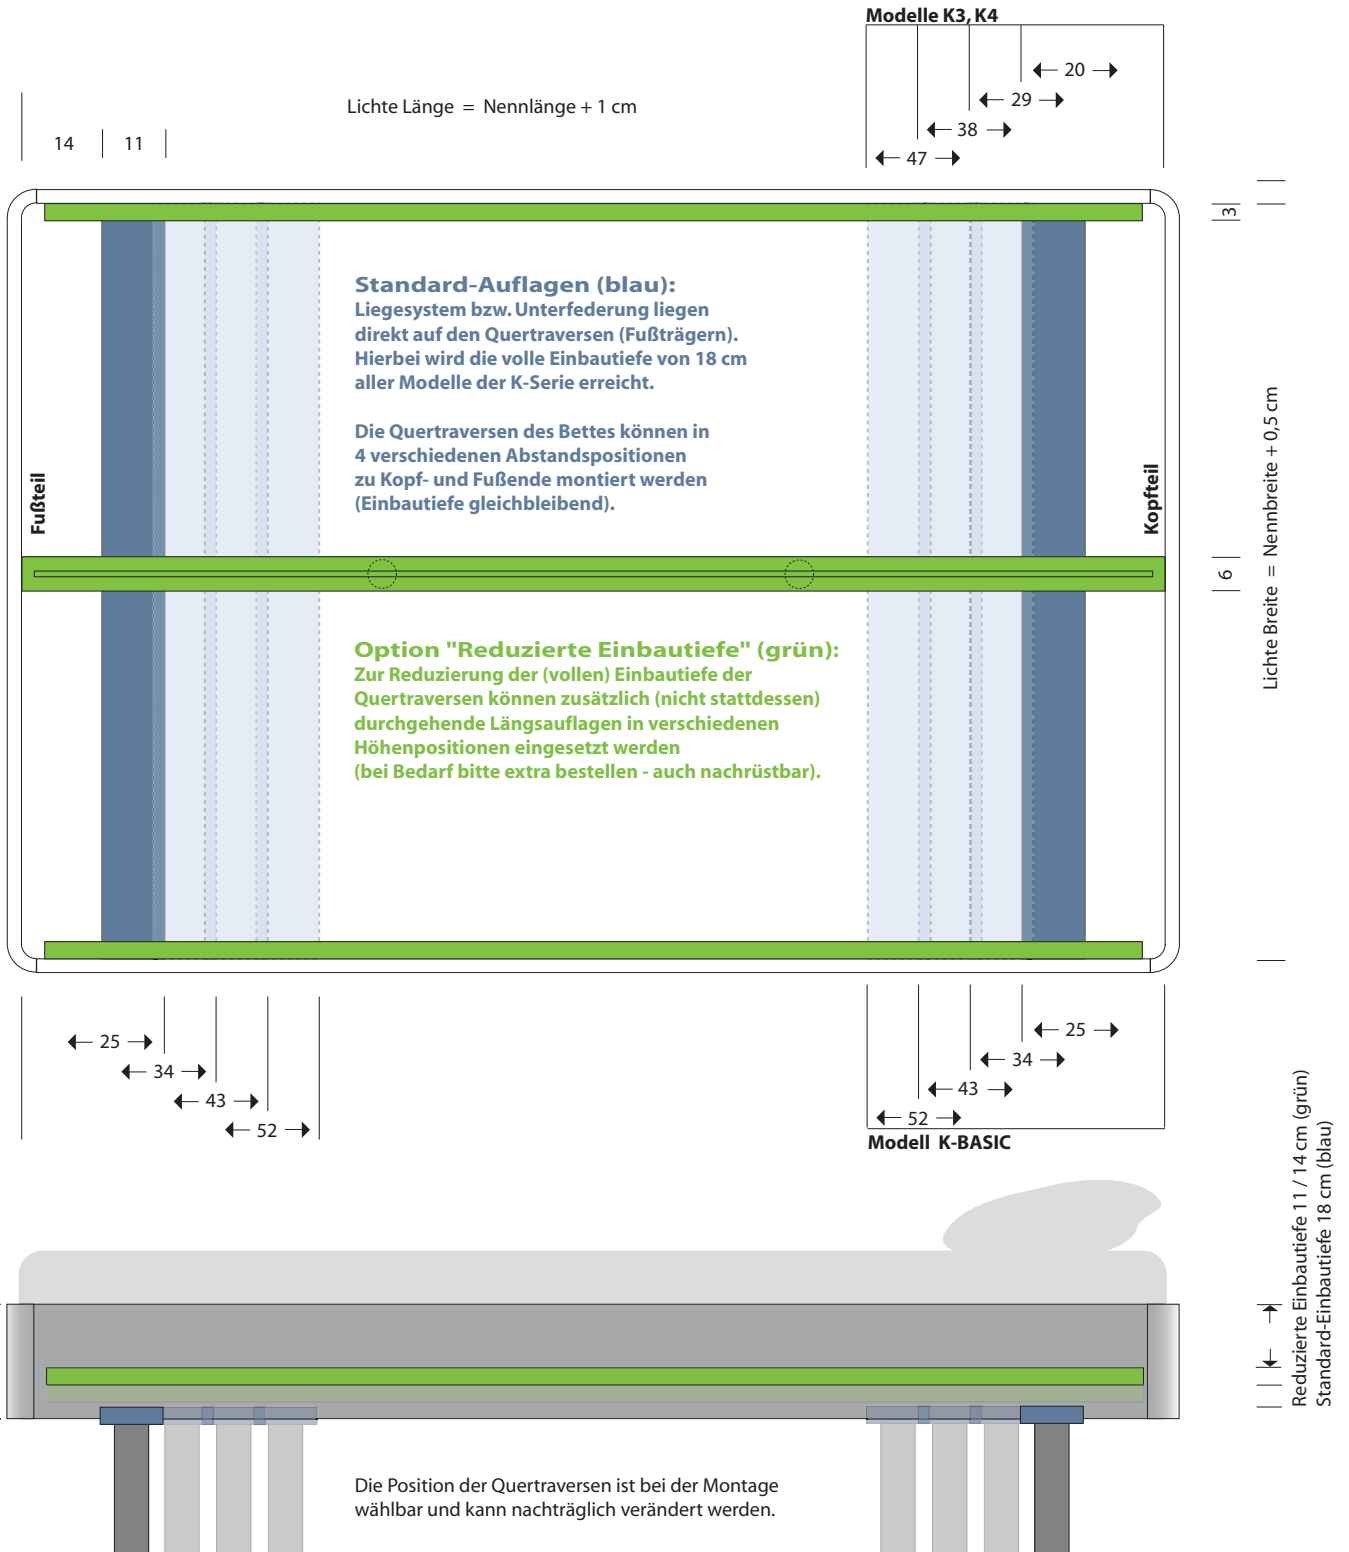 Modelle K3, K4
20
29
38
47
Lichte Länge = Nennlänge + 1 cm
14 11
3
Standard-Auflagen (blau):
Liegesystem bzw. Unterfederung liegen
direkt auf den Quertraversen (Fußträgern).
Hierbei wird die volle Einbautiefe von 18 cm
aller Modelle der K-Serie erreicht.
Die Quertraversen des Bettes können in
4 verschiedenen Abstandspositionen
zu Kopf- und Fußende montiert werden
(Einbautiefe gleichbleibend).
Fußteil
Kopfteil
Lichte Breite = Nennbreite + 0,5 cm
6
Option "Reduzierte Einbautiefe" (grün):
Zur Reduzierung der (vollen) Einbautiefe der
Quertraversen können zusätzlich (nicht stattdessen)
durchgehende Längsauflagen in verschiedenen
Höhenpositionen eingesetzt werden
(bei Bedarf bitte extra bestellen - auch nachrüstbar).
25
34
43
52
25
34
43
52
Modell K-BASIC
Reduzierte Einbautiefe 11 / 14 cm (grün)
Standard-Einbautiefe 18 cm (blau)
Die Position der Quertraversen ist bei der Montage
wählbar und kann nachträglich verändert werden.